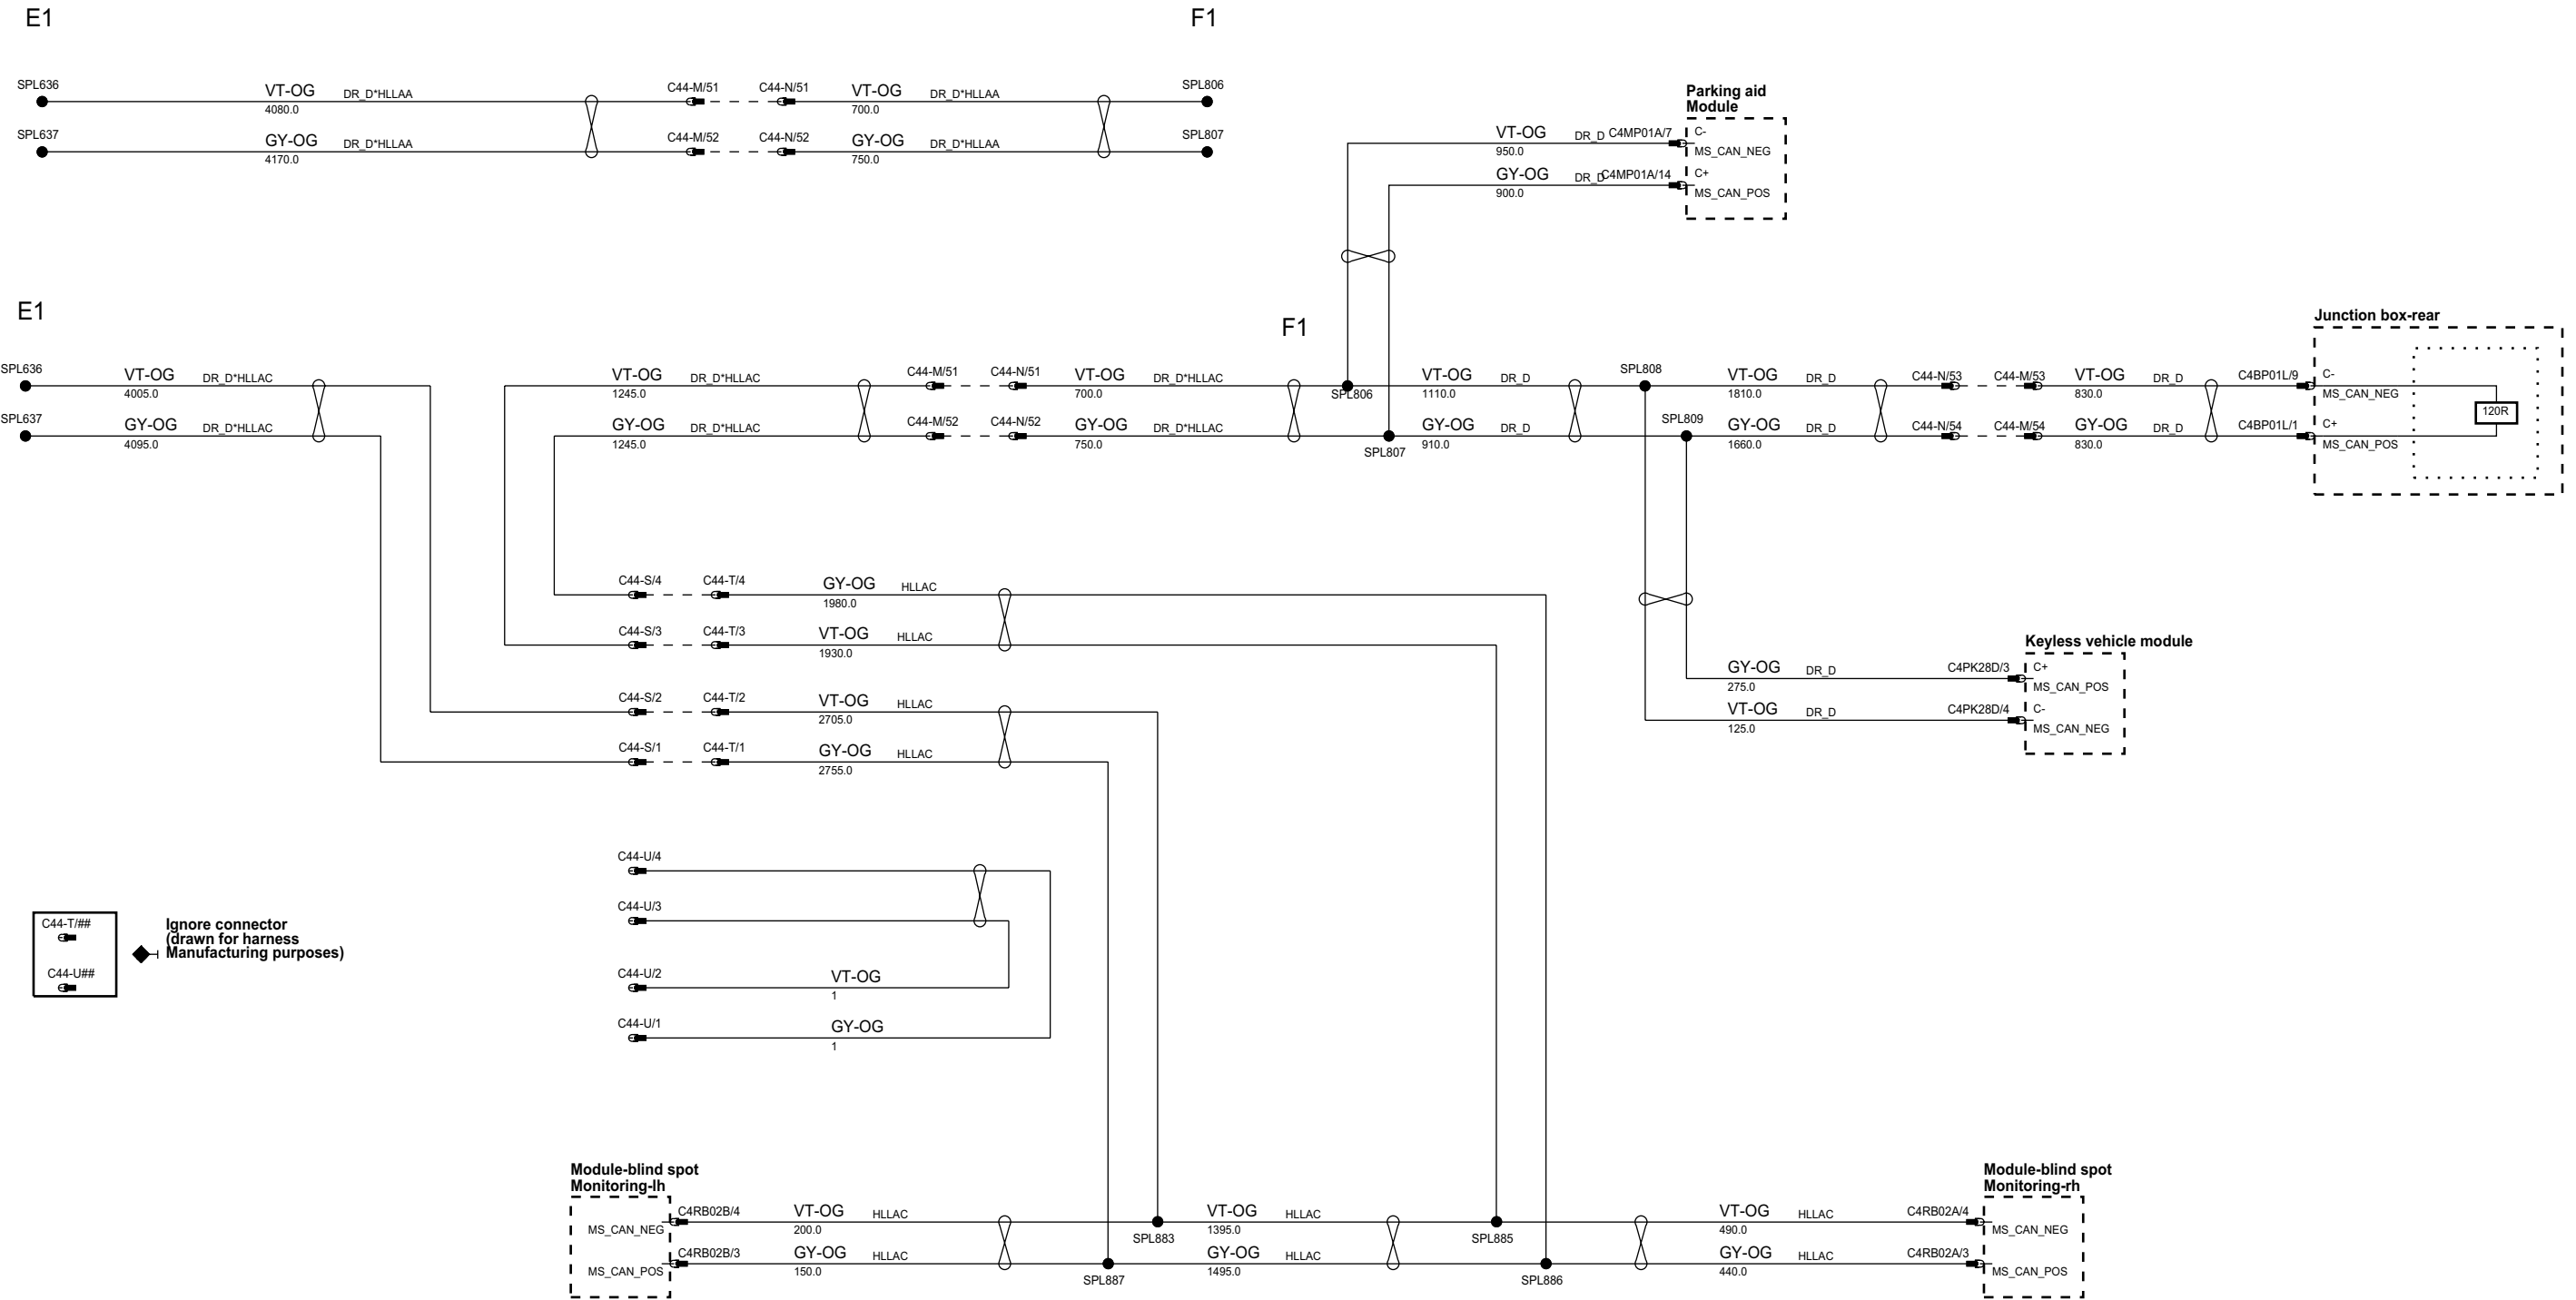 E1
F1
SPL636
VT-OG
4080.0
DR_D*HLLAA
C44-M/51
C44-N/51
VT-OG
700.0
DR_D*HLLAA
SPL806
SPL637
GY-OG
4170.0
DR_D*HLLAA
C44-M/52
C44-N/52
GY-OG
750.0
DR_D*HLLAA
SPL807
Parking aid
Module
VT-OG
950.0
DR_D
C4MP01A/7
C-
MS_CAN_NEG
GY-OG
900.0
DR_D
C4MP01A/14
C+
MS_CAN_POS
E1
F1
Junction box-rear
SPL636
VT-OG
4005.0
DR_D*HLLAC
VT-OG
1245.0
DR_D*HLLAC
C44-M/51
C44-N/51
VT-OG
700.0
DR_D*HLLAC
SPL806
VT-OG
1110.0
DR_D
SPL808
VT-OG
1810.0
DR_D
C44-N/53
C44-M/53
VT-OG
830.0
DR_D
C4BP01L/9
C-
MS_CAN_NEG
120R
SPL637
GY-OG
4095.0
DR_D*HLLAC
GY-OG
1245.0
DR_D*HLLAC
C44-M/52
C44-N/52
GY-OG
750.0
DR_D*HLLAC
SPL807
GY-OG
910.0
DR_D
SPL809
GY-OG
1660.0
DR_D
C44-N/54
C44-M/54
GY-OG
830.0
DR_D
C4BP01L/1
C+
MS_CAN_POS
C44-S/4
C44-T/4
GY-OG
1980.0
HLLAC
C44-S/3
C44-T/3
VT-OG
1930.0
HLLAC
Keyless vehicle module
GY-OG
275.0
DR_D
C4PK28D/3
C+
MS_CAN_POS
VT-OG
125.0
DR_D
C4PK28D/4
C-
MS_CAN_NEG
C44-S/2
C44-T/2
VT-OG
2705.0
HLLAC
C44-S/1
C44-T/1
GY-OG
2755.0
HLLAC
C44-U/4
C44-U/3
C44-T/##
C44-U##
Ignore connector
(drawn for harness
Manufacturing purposes)
C44-U/2
VT-OG
1
C44-U/1
GY-OG
1
Module-blind spot
Monitoring-lh
MS_CAN_NEG
C4RB02B/4
VT-OG
200.0
HLLAC
SPL883
VT-OG
1395.0
HLLAC
SPL885
VT-OG
490.0
HLLAC
C4RB02A/4
Module-blind spot
Monitoring-rh
MS_CAN_NEG
MS_CAN_POS
C4RB02B/3
GY-OG
150.0
HLLAC
SPL887
GY-OG
1495.0
HLLAC
SPL886
GY-OG
440.0
HLLAC
C4RB02A/3
MS_CAN_POS